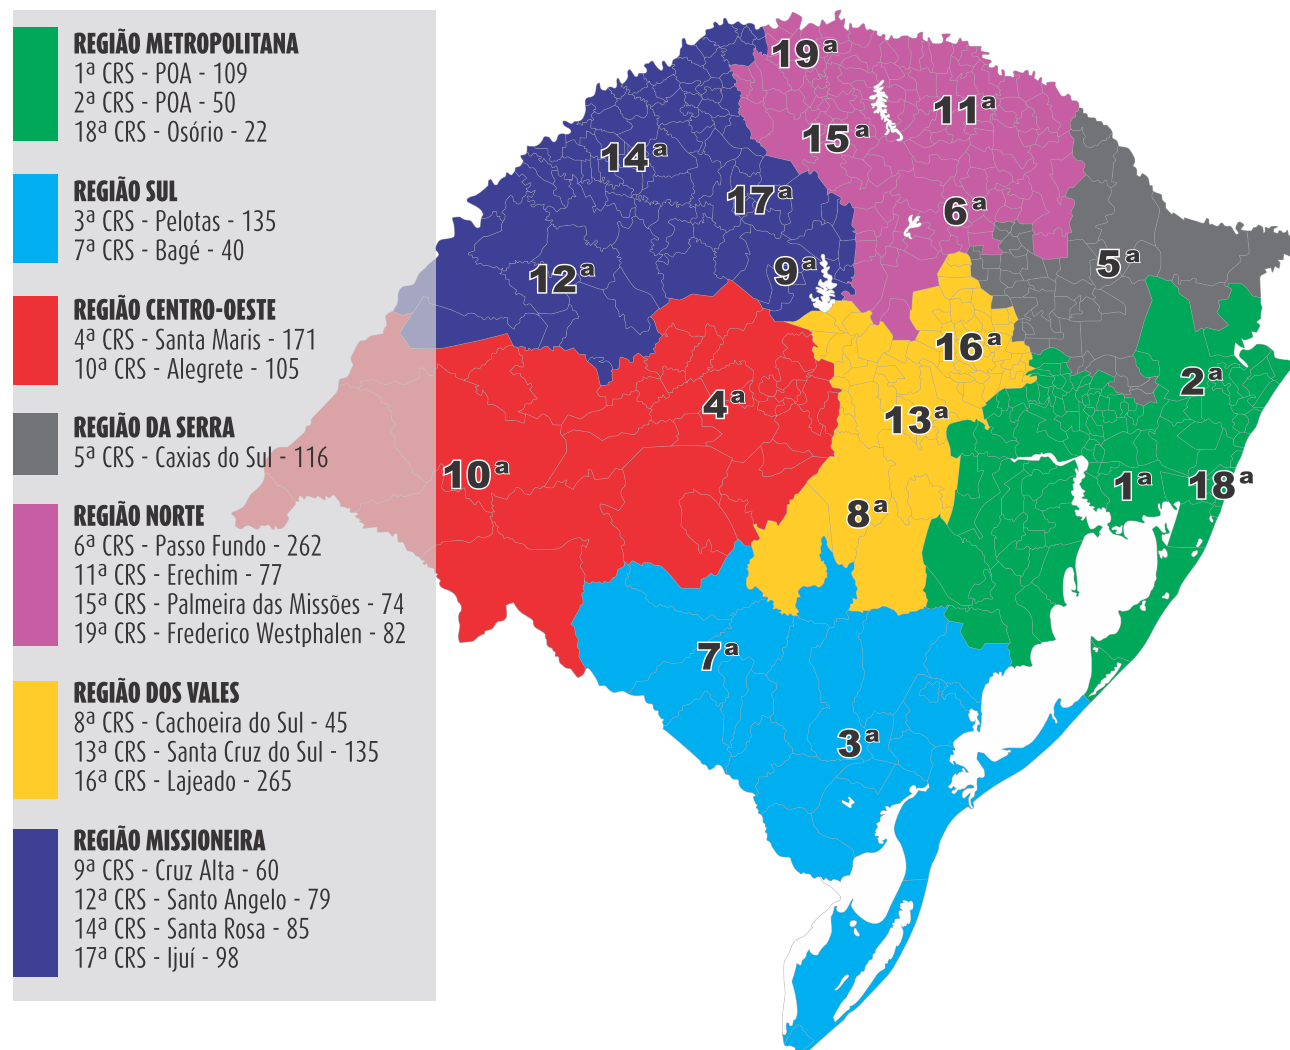 REGIÃO METROPOLITANA
1ª CRS - POA - 109
2ª CRS - POA - 50
18ª CRS - Osório - 22
REGIÃO SUL
3ª CRS - Pelotas - 135
7ª CRS - Bagé - 40
REGIÃO CENTRO-OESTE
4ª CRS - Santa Maris - 171
10ª CRS - Alegrete - 105
REGIÃO DA SERRA
5ª CRS - Caxias do Sul - 116
REGIÃO NORTE
6ª CRS - Passo Fundo - 262
11ª CRS - Erechim - 77
15ª CRS - Palmeira das Missões - 74
19ª CRS - Frederico Westphalen - 82
REGIÃO DOS VALES
8ª CRS - Cachoeira do Sul - 45
13ª CRS - Santa Cruz do Sul - 135
16ª CRS - Lajeado - 265
REGIÃO MISSIONEIRA
9ª CRS - Cruz Alta - 60
12ª CRS - Santo Angelo - 79
14ª CRS - Santa Rosa - 85
17ª CRS - Ijuí - 98
19ª
11ª
15ª
14ª
17ª
6ª
5ª
9ª
12ª
16ª
2ª
4ª
13ª
10ª
1ª
18ª
8ª
7ª
3ª